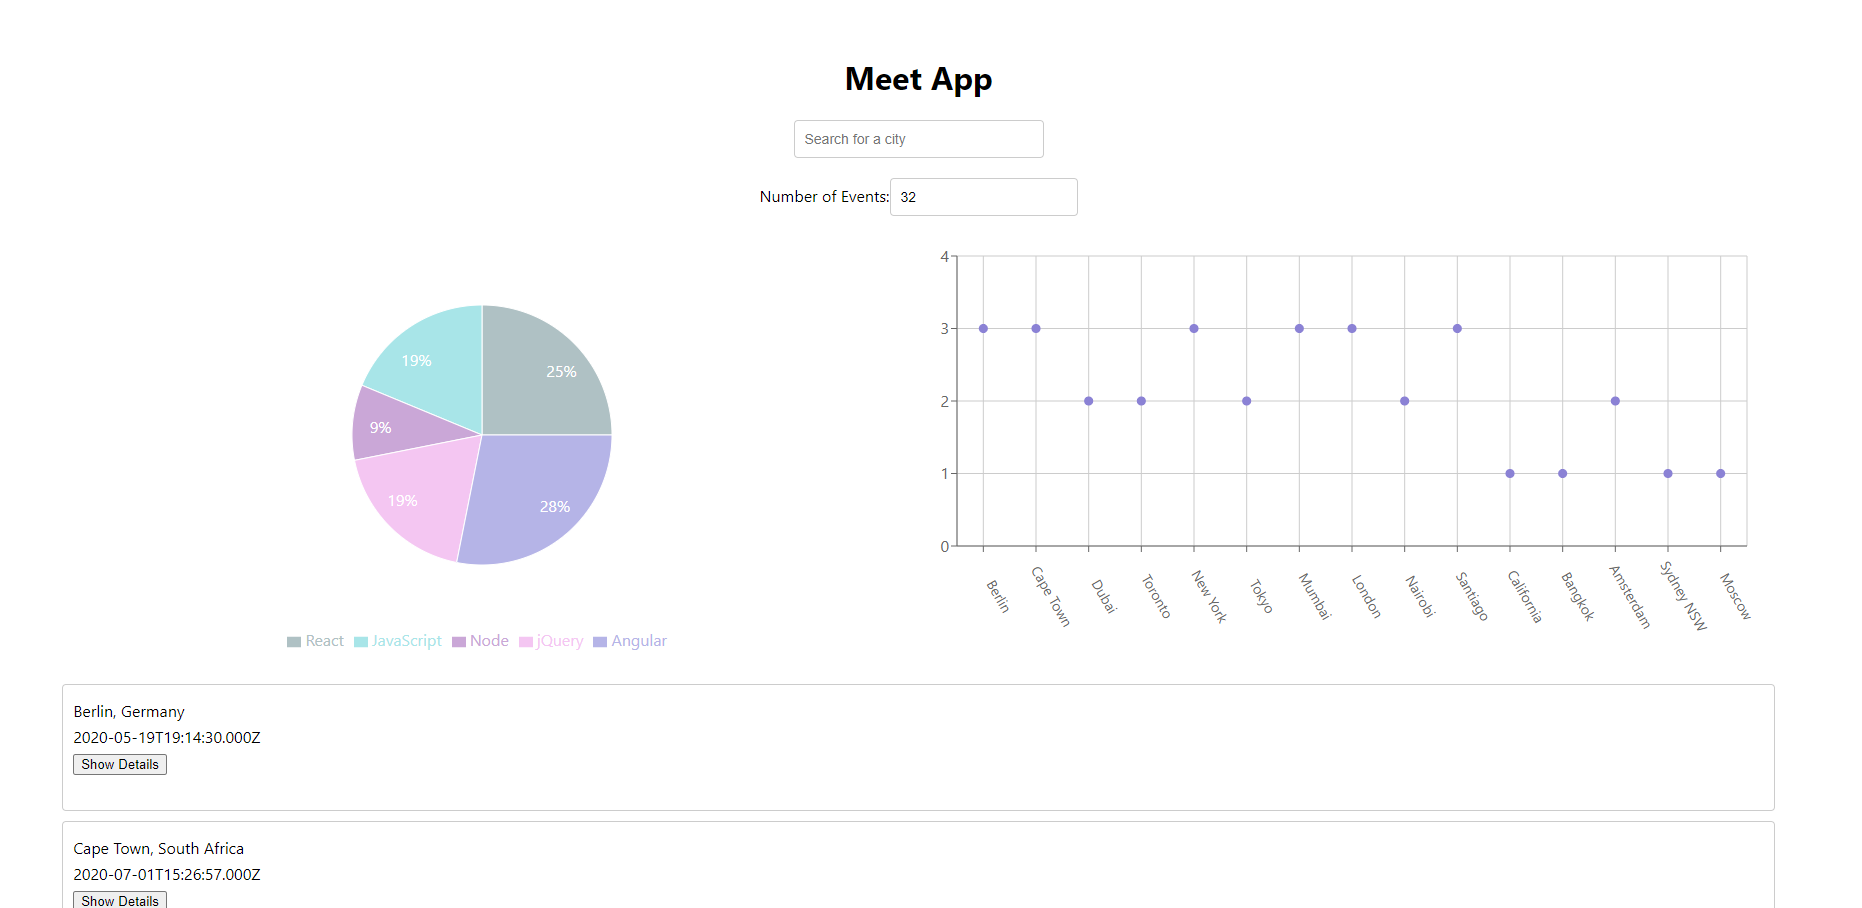 Meet App
Search for a city
Number of Events: 32
19%
25%
9%
19%
28%
React JavaScript Node jQuery Angular
4
3
2
1
0
Berlin
Cape Town
Dubai
Toronto
New York
Tokyo
Mumbai
London
Nairobi
Santiago
California
Bangkok
Amsterdam
Sydney NSW
Moscow
Berlin, Germany
2020-05-19T19:14:30.000Z
Show Details
Cape Town, South Africa
2020-07-01T15:26:57.000Z
Show Details